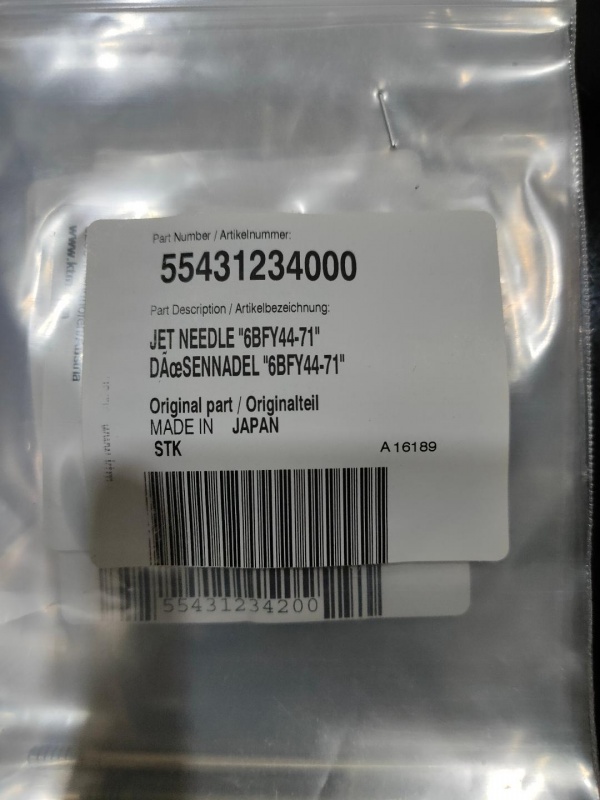 Part Number / Artikelnummer:
55431234000
Part Description / Artikelbezeichnung:
JET NEEDLE "6BFY44-71"
DÃœSENNADEL "6BFY44-71"
Original part / Originalteil
MADE IN JAPAN
STK A 16189
55431234200